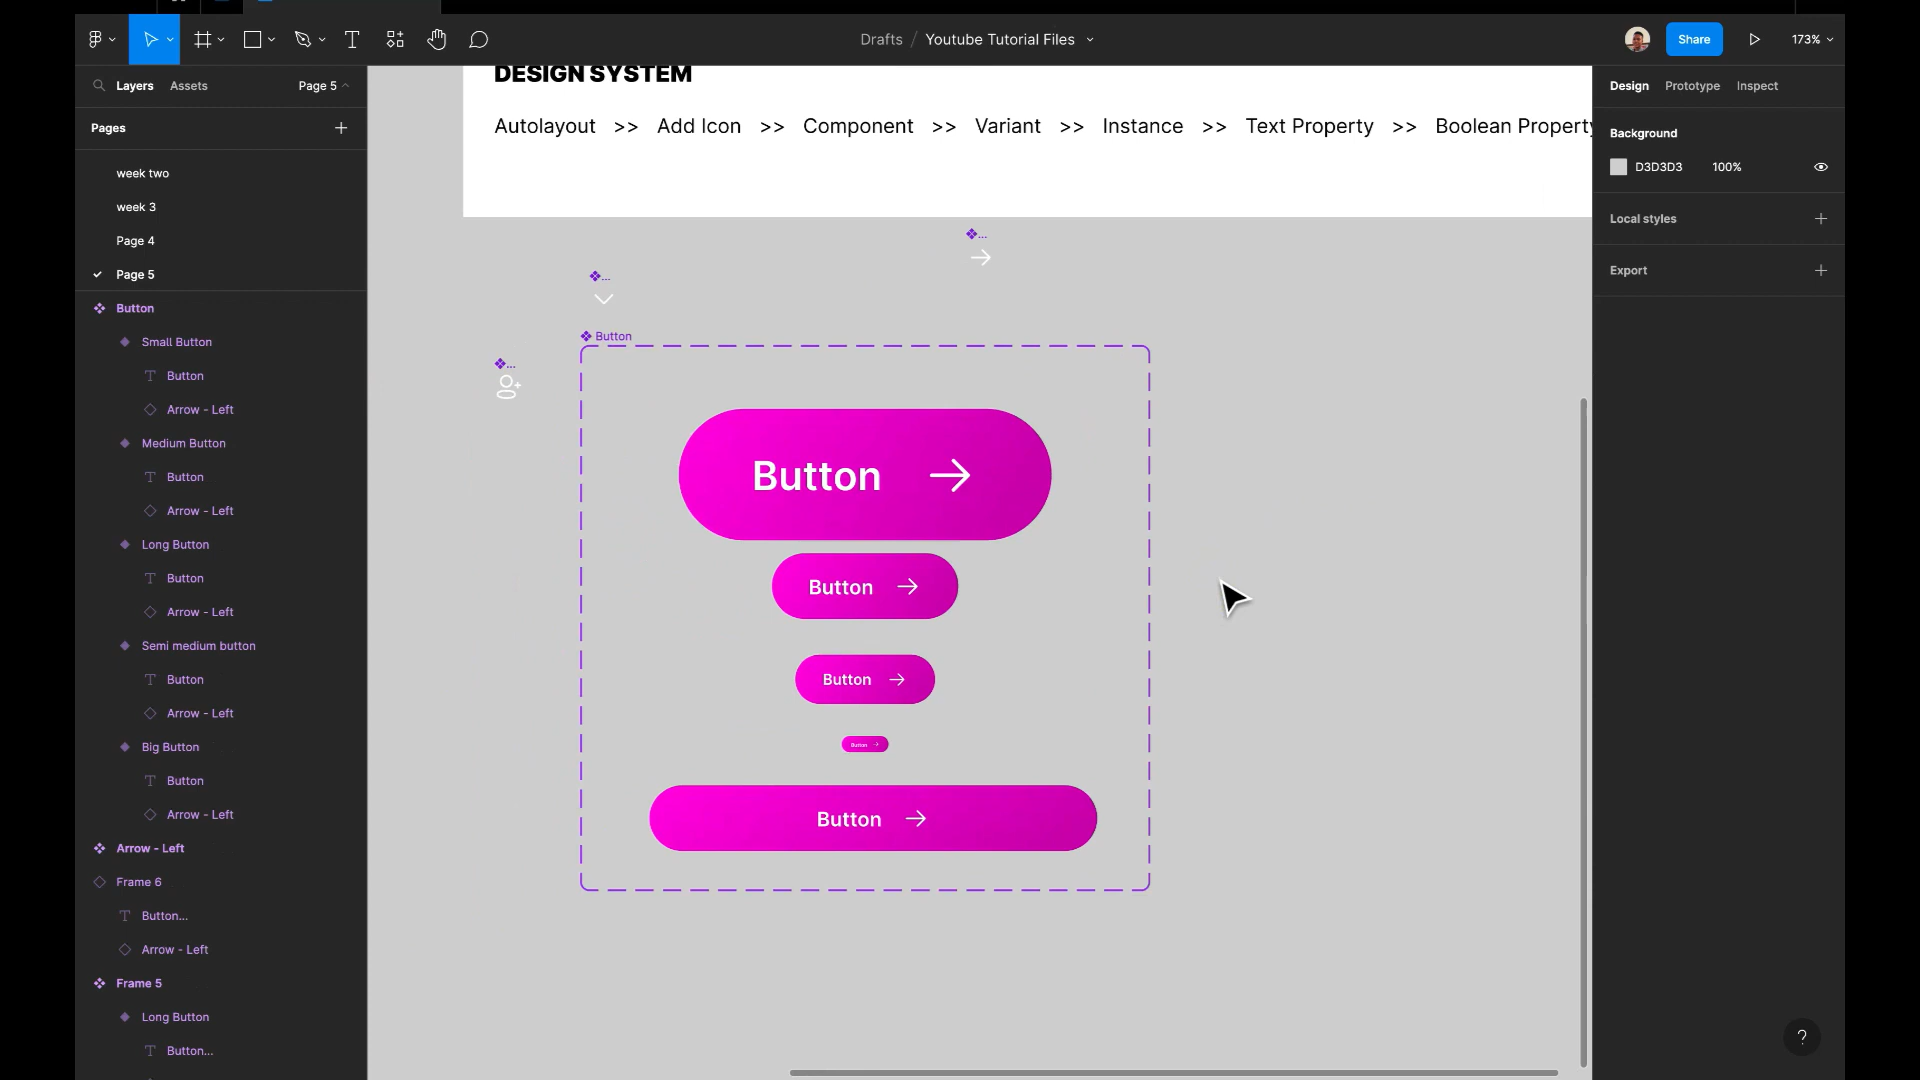 Drafts / Youtube Tutorial Files
Share
173%
Layers
Assets
Page 5
Pages
week two
week 3
Page 4
Page 5
Button
Small Button
Button
Arrow - Left
Medium Button
Button
Arrow - Left
Long Button
Button
Arrow - Left
Semi medium button
Button
Arrow - Left
Big Button
Button
Arrow - Left
Arrow - Left
Frame 6
Button...
Arrow - Left
Frame 5
Long Button
Button...
DESIGN SYSTEM
Autolayout >> Add Icon >> Component >> Variant >> Instance >> Text Property >> Boolean Property
...
...
...
Button
Button
Button
Button
Button
Button
Design
Prototype
Inspect
Background
D3D3D3
100%
Local styles
Export
?